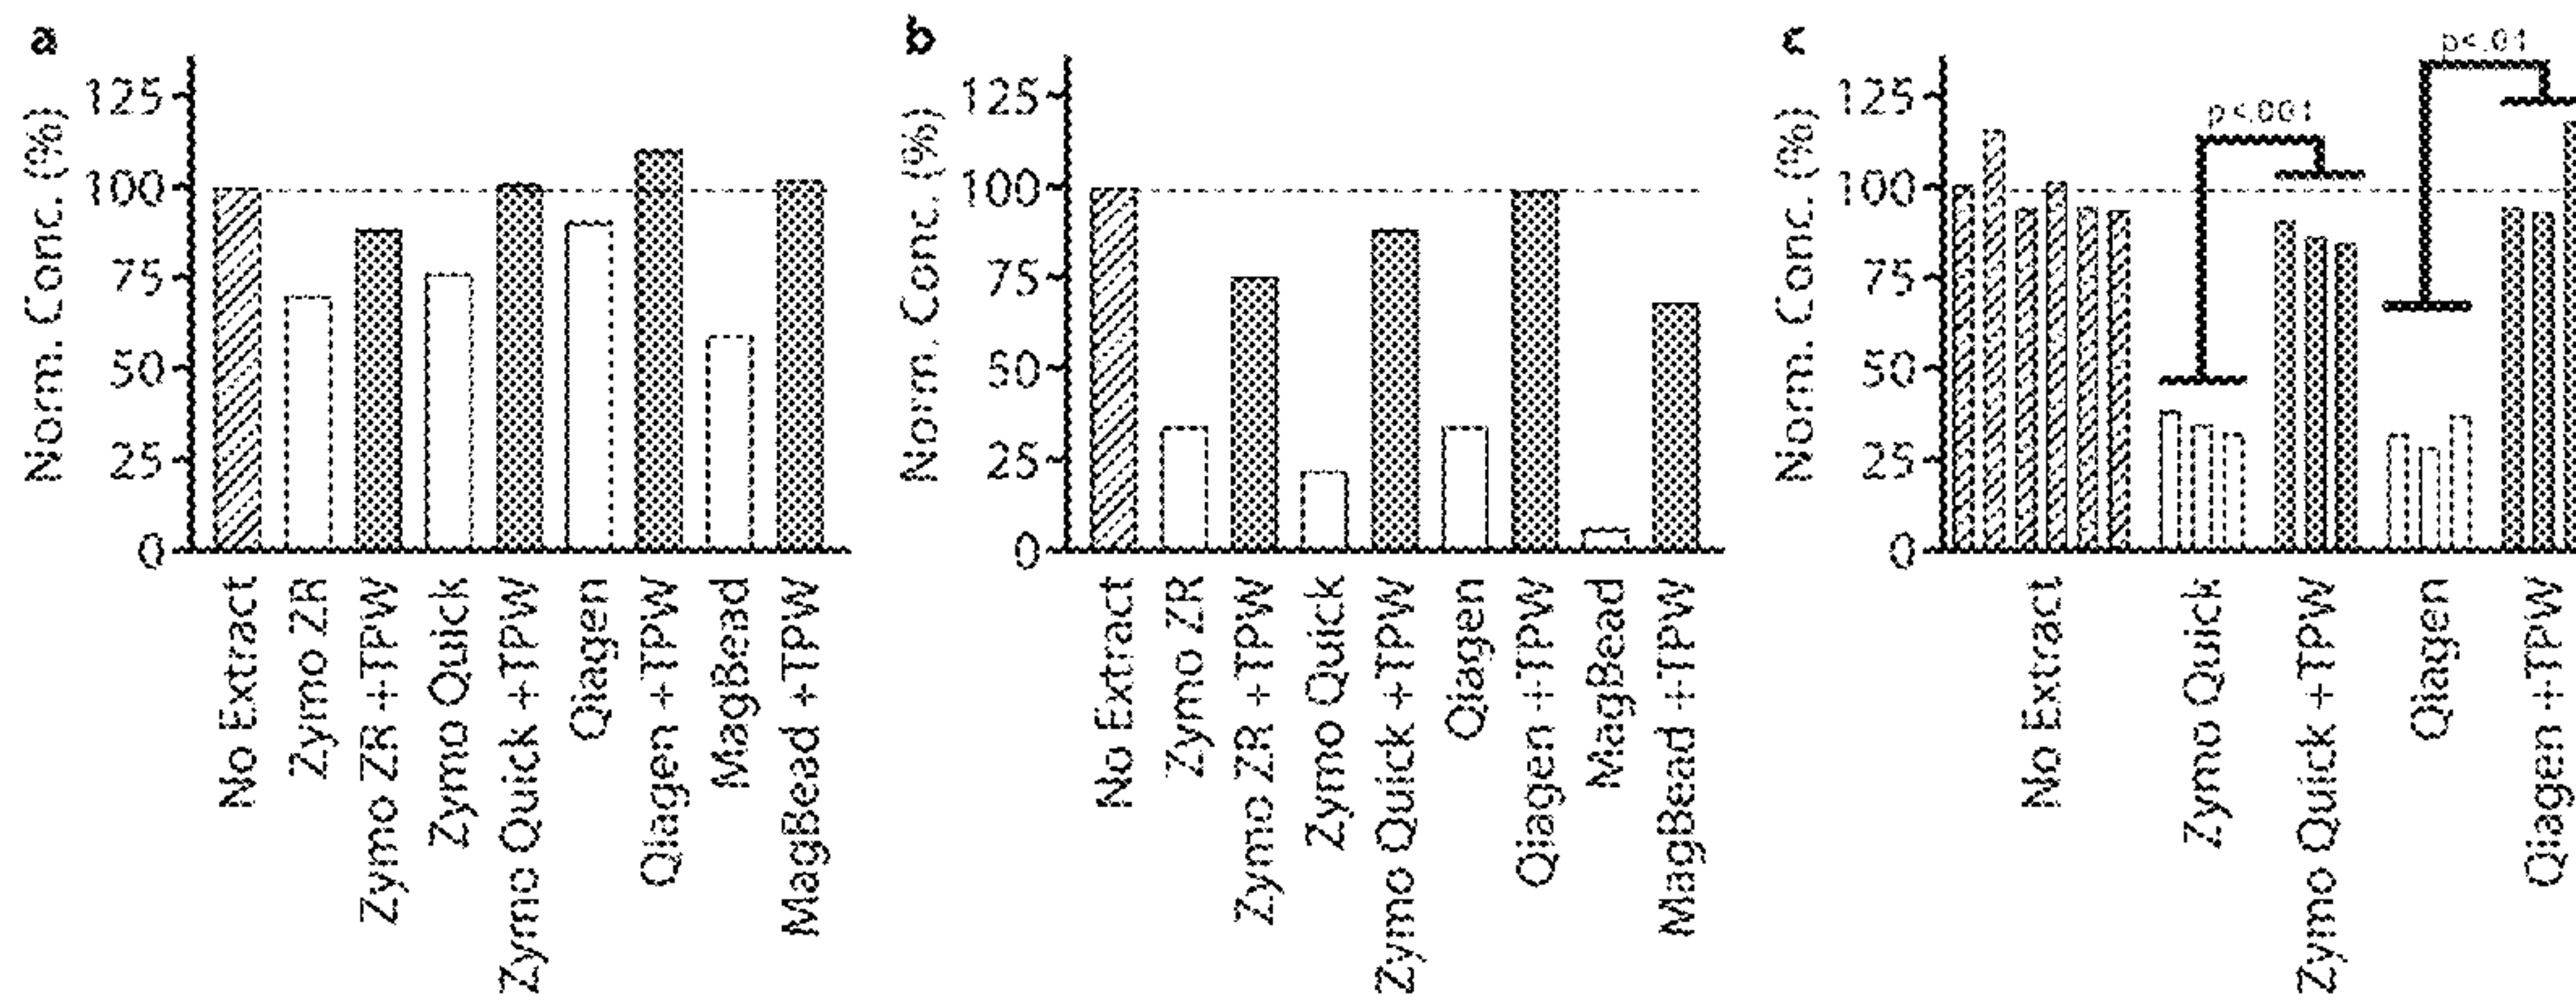 a
Norm. Conc. (%)
125
100
75
50
25
0
No Extract
Zymo ZR
Zymo ZR +TPW
Zymo Quick
Zymo Quick +TPW
Qiagen
Qiagen +TPW
MagBead
MagBead +TPW
b
Norm. Conc. (%)
125
100
75
50
25
0
No Extract
Zymo ZR
Zymo ZR +TPW
Zymo Quick
Zymo Quick +TPW
Qiagen
Qiagen +TPW
MagBead
MagBead +TPW
c
Norm. Conc. (%)
125
100
75
50
25
0
p<.001
p<.01
No Extract
Zymo Quick
Zymo Quick +TPW
Qiagen
Qiagen +TPW